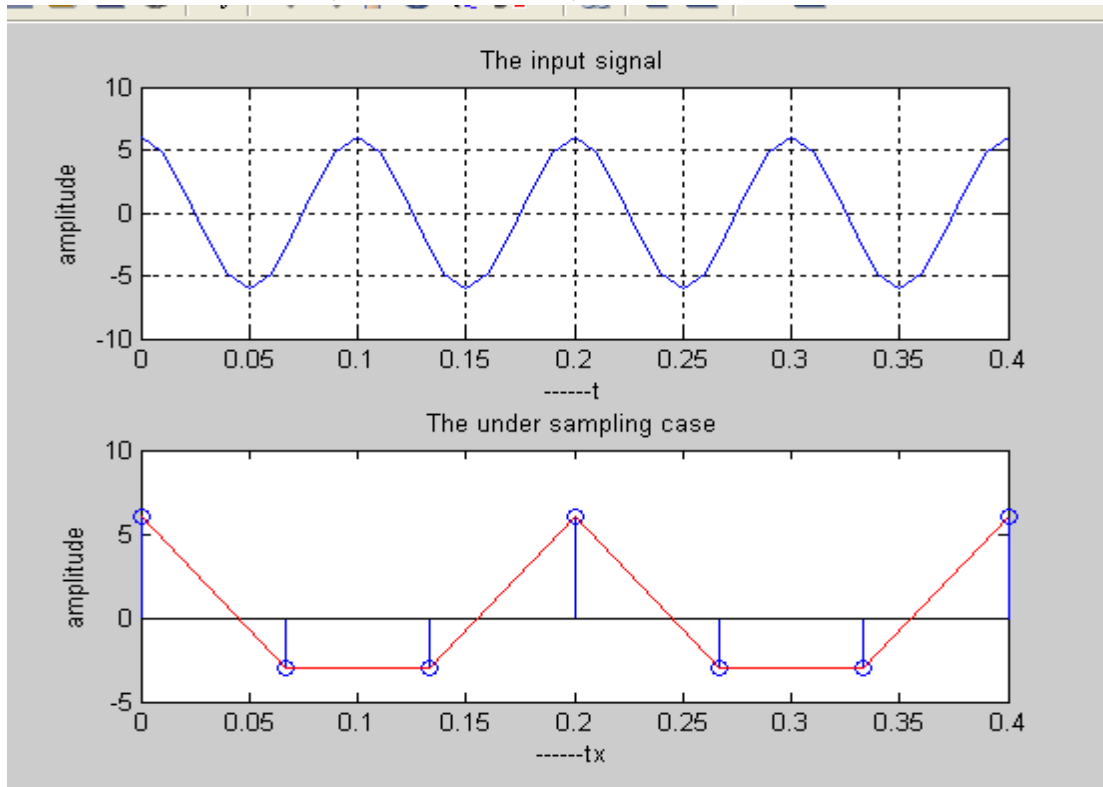 The input signal
10
5
0
-5
-10
amplitude
0 0.05 0.1 0.15 0.2 0.25 0.3 0.35 0.4
------t
The under sampling case
10
5
0
-5
amplitude
0 0.05 0.1 0.15 0.2 0.25 0.3 0.35 0.4
------tx